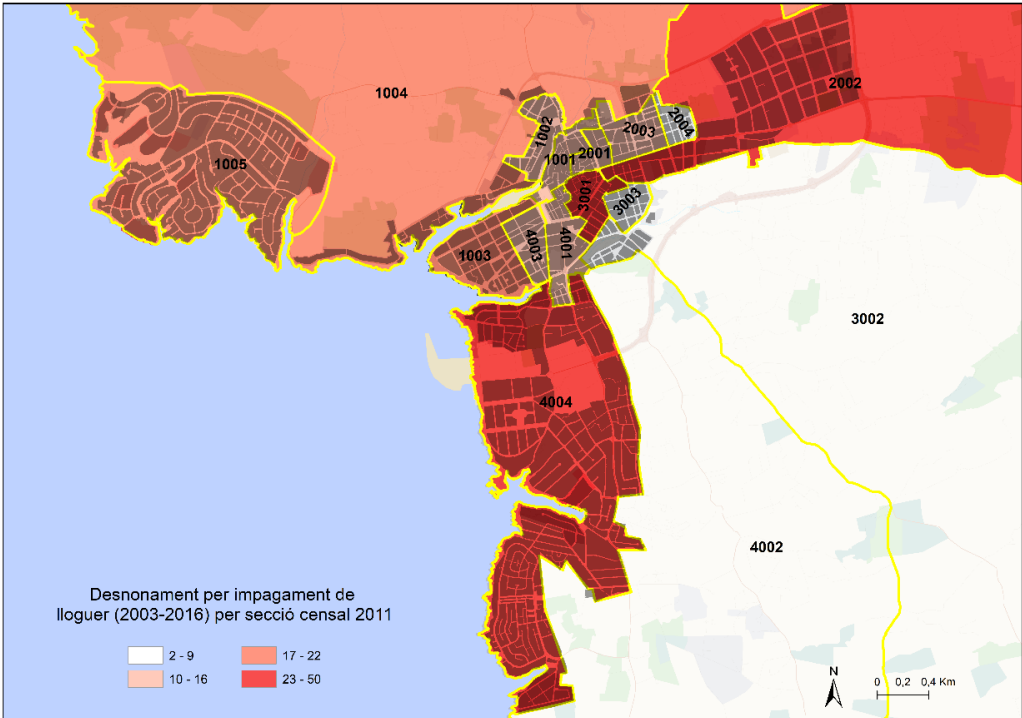 1004
2002
1005
1002
2003
2004
1001
2001
3001
3003
1003
4003
4001
3002
4004
4002
Desnonament per impagament de
lloguer (2003-2016) per secció censal 2011
2 - 9
17 - 22
10 - 16
23 - 50
N
0 0,2 0,4 Km